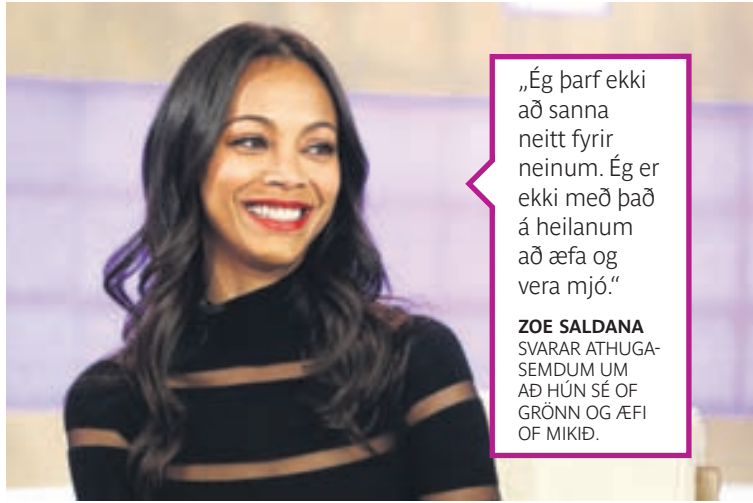 „Ég þarf ekki
að sanna
neitt fyrir
neinum. Ég er
ekki með það
á heilanum
að æfa og
vera mjó.“
ZOE SALDANA
SVARAR ATHUGA-
SEMDUM UM
AÐ HÚN SÉ OF
GRÖNN OG ÆFI
OF MIKIÐ.